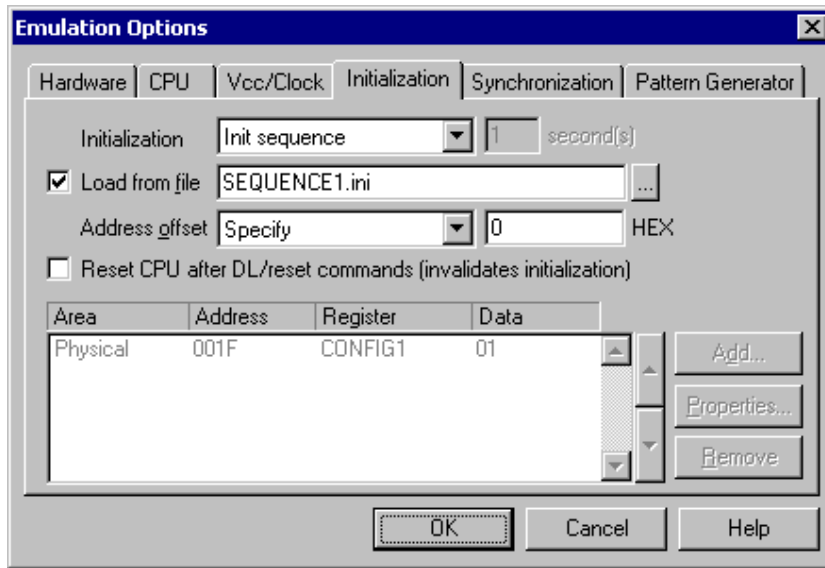 Emulation Options
Hardware CPU Vcc/Clock Initialization Synchronization Pattern Generator
Initialization Init sequence 1 second(s)
Load from file SEQUENCE1.ini ...
Address offset Specify 0 HEX
Reset CPU after DL/reset commands (invalidates initialization)
Area Address Register Data
Physical 001F CONFIG1 01
Add...
Properties...
Remove
OK Cancel Help